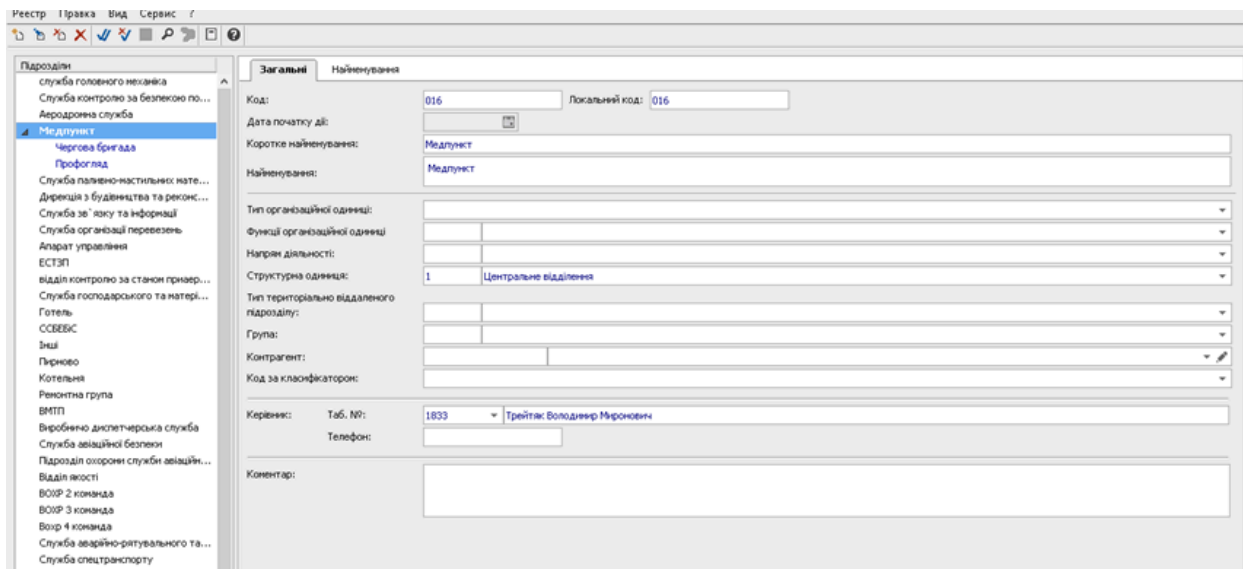 Реєстр Правка Вид Сервис ?
Підрозділи
служба головного механіка
Служба контролю за безпекою по...
Аеродромна служба
Медпункт
Чергова бригада
Профогляд
Служба паливно-мастильних мате...
Дирекція з будівництва та реконс...
Служба зв`язку та інформації
Служба організації перевезень
Апарат управління
ЕСТЗП
відділ контролю за станом приаер...
Служба господарського та матері...
Готель
ССБЕБІС
Інші
Пирново
Котельня
Ремонтна група
ВМТП
Виробничо диспетчерська служба
Служба авіаційної безпеки
Підрозділ охорони служби авіаційн...
Відділ якості
ВОХР 2 команда
ВОХР 3 команда
Вохр 4 команда
Служба аварійно-рятувального та...
Служба спецтранспорту
Загальні Найменування
Код: 016 Локальний код: 016
Дата початку дії:
Коротке найменування: Медпункт
Найменування: Медпункт
Тип організаційної одиниці:
Функції організаційної одиниці
Напрям діяльності:
Структурна одиниця: 1 Центральне відділення
Тип територіально віддаленого
підрозділу:
Група:
Контрагент:
Код за класифікатором:
Керівник: Таб. №: 1833 Трейтяк Володимир Миронович
Телефон:
Коментар: